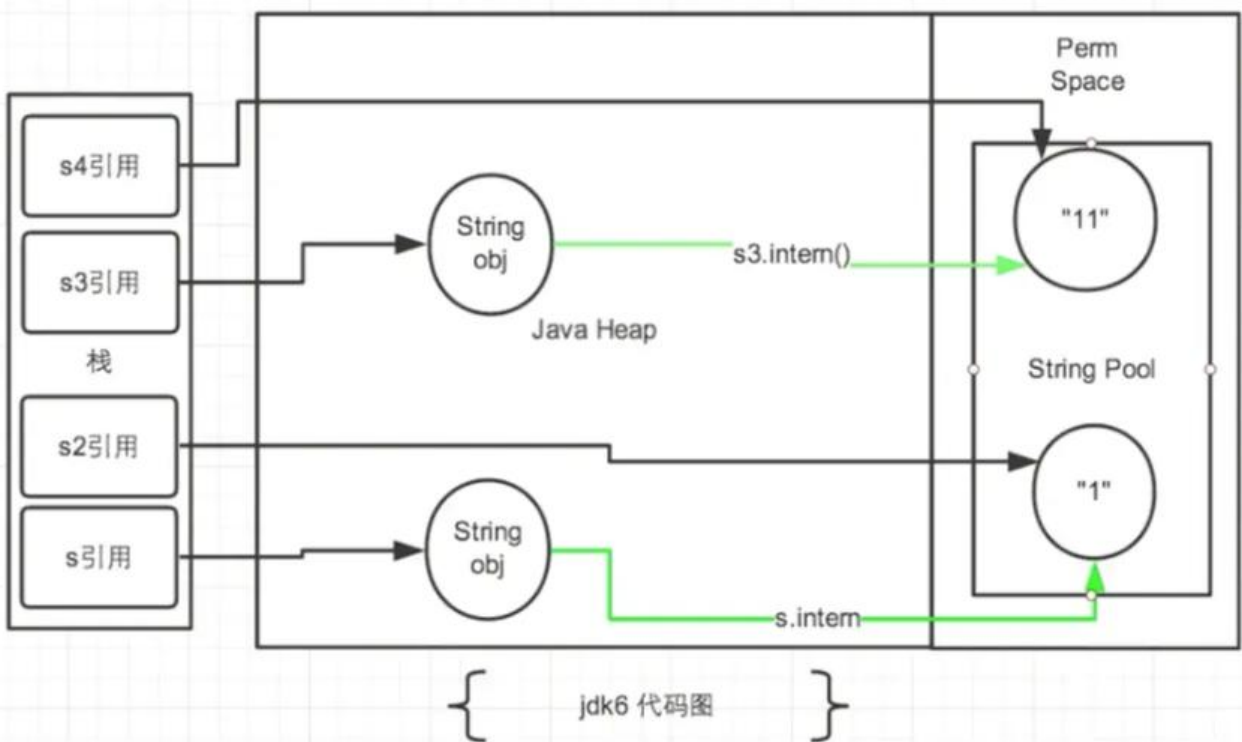 Perm
Space
s4引用
"11"
String
obj
s3.intern()
s3引用
Java Heap
栈
String Pool
s2引用
"1"
String
obj
s引用
s.intern
jdk6 代码图